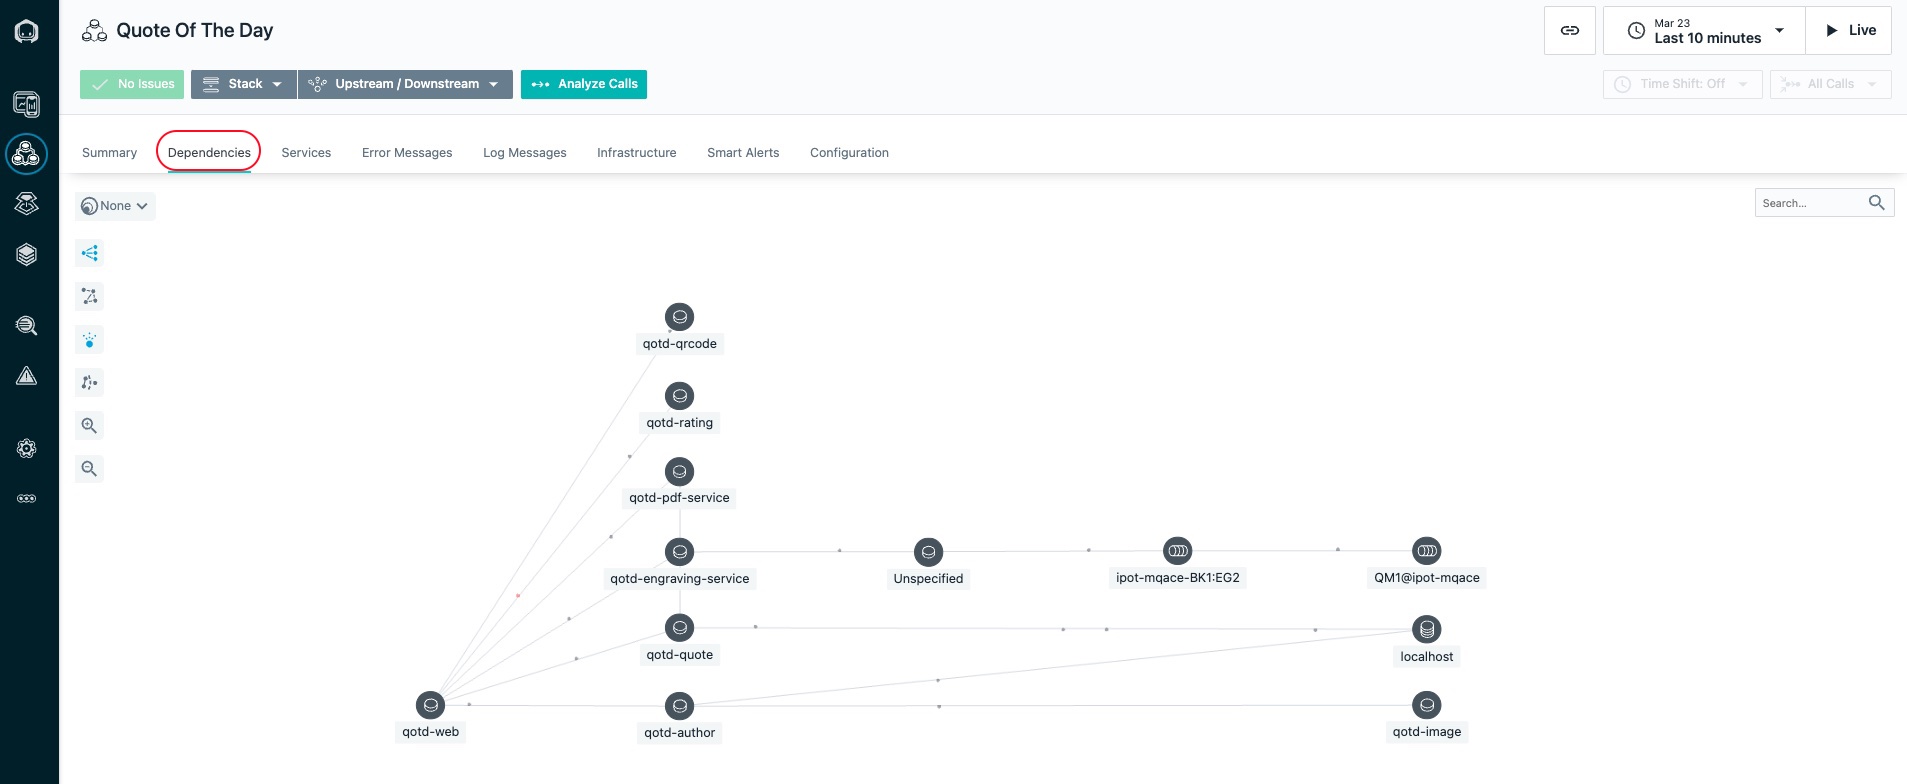 Quote Of The Day
Mar 23
Last 10 minutes
Live
No Issues
Stack
Upstream / Downstream
Analyze Calls
Time Shift: Off
All Calls
Summary
Dependencies
Services
Error Messages
Log Messages
Infrastructure
Smart Alerts
Configuration
None
Search...
qotd-qrcode
qotd-rating
qotd-pdf-service
qotd-engraving-service
Unspecified
ipot-mqace-BK1:EG2
QM1@ipot-mqace
qotd-quote
localhost
qotd-web
qotd-author
qotd-image